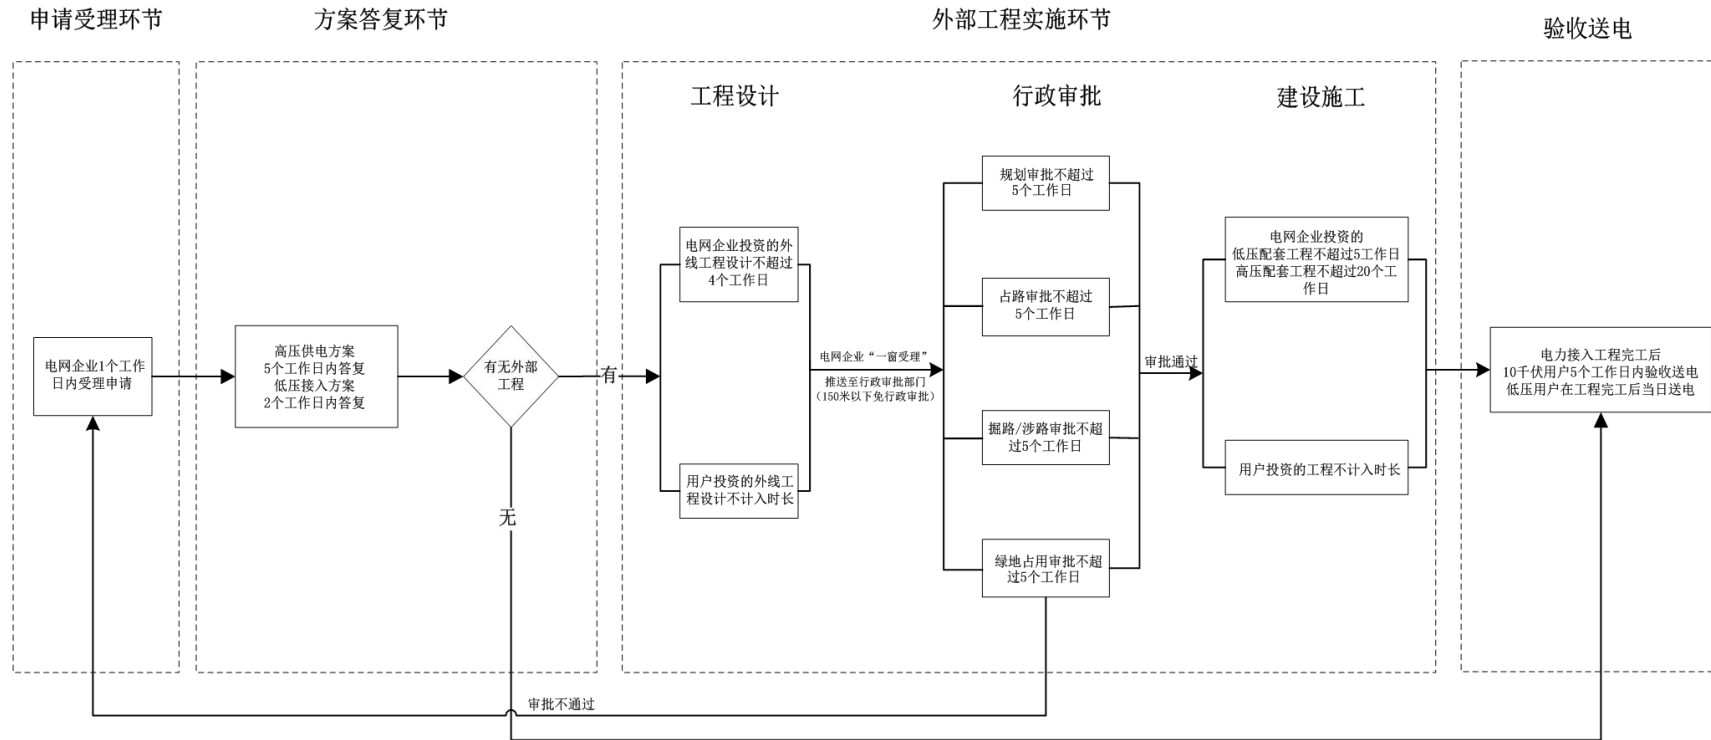 申请受理环节
方案答复环节
外部工程实施环节
验收送电
工程设计
行政审批
建设施工
电网企业1个工作
日内受理申请
高压供电方案
5个工作日内答复
低压接入方案
2个工作日内答复
有无外部
工程
有
无
电网企业投资的外
线工程设计不超过
4个工作日
用户投资的外线工
程设计不计入时长
电网企业“一窗受理”
推送至行政审批部门
（150米以下免行政审批）
规划审批不超过
5个工作日
占路审批不超过
5个工作日
掘路/涉路审批不超
过5个工作日
绿地占用审批不超
过5个工作日
审批通过
电网企业投资的
低压配套工程不超过5工作日
高压配套工程不超过20个工
作日
用户投资的工程不计入时长
电力接入工程完工后
10千伏用户5个工作日内验收送电
低压用户在工程完工后当日送电
审批不通过